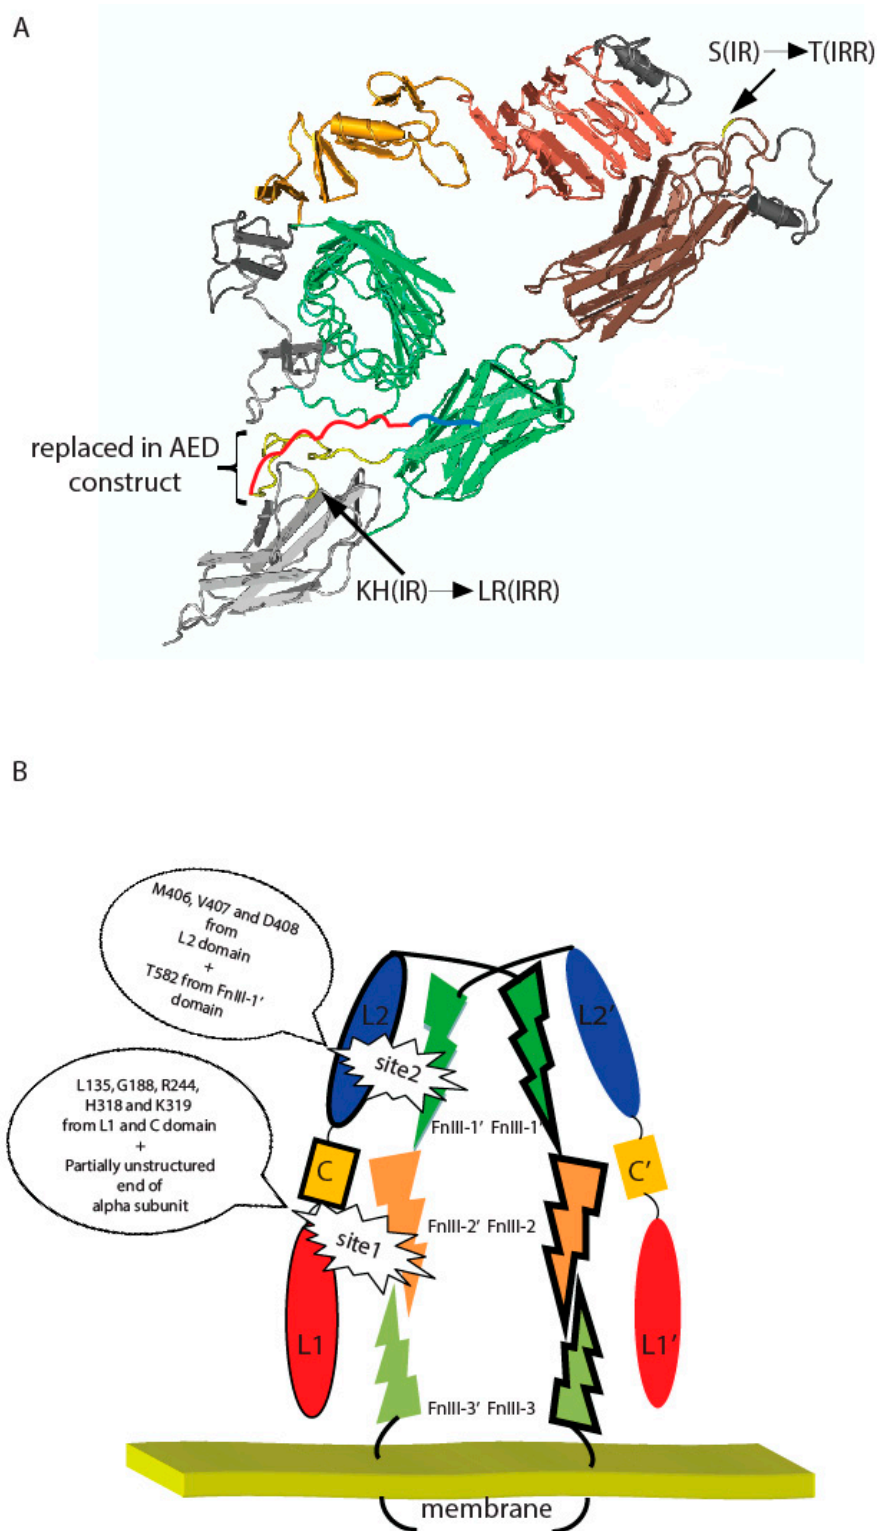 A
S(IR) → T(IRR)
replaced in AED
construct
KH(IR) → LR(IRR)
B
M406, V407 and D408
from
L2 domain
+
T582 from FnIII-1'
domain
L2
L2'
site2
L135, G188, R244,
H318 and K319
from L1 and C domain
+
Partially unstructured
end of
alpha subunit
FnIII-1' FnIII-1'
C
C'
FnIII-2' FnIII-2
site1
L1
L1'
FnIII-3' FnIII-3
membrane